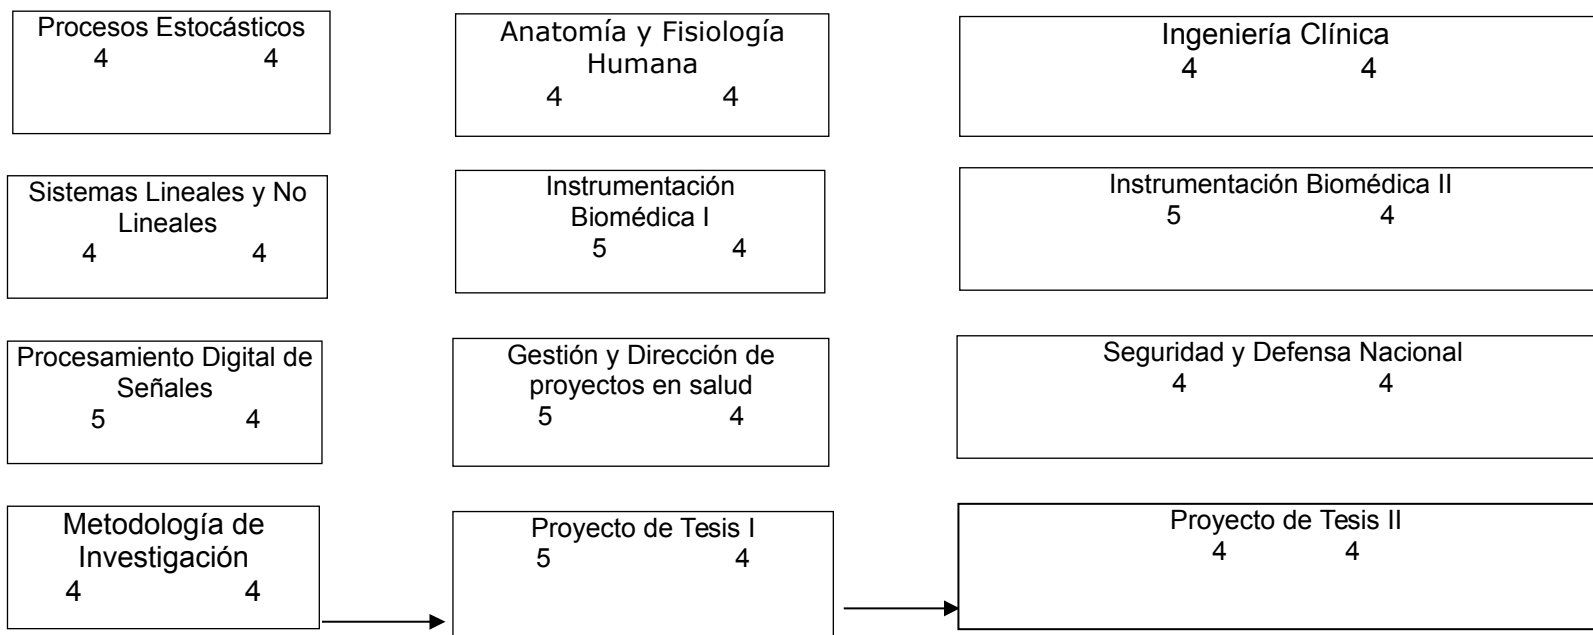 Procesos Estocásticos
4 4
Anatomía y Fisiología
Humana
4 4
Ingeniería Clínica
4 4
Sistemas Lineales y No
Lineales
4 4
Instrumentación
Biomédica I
5 4
Instrumentación Biomédica II
5 4
Procesamiento Digital de
Señales
5 4
Gestión y Dirección de
proyectos en salud
5 4
Seguridad y Defensa Nacional
4 4
Metodología de
Investigación
4 4
Proyecto de Tesis I
5 4
Proyecto de Tesis II
4 4